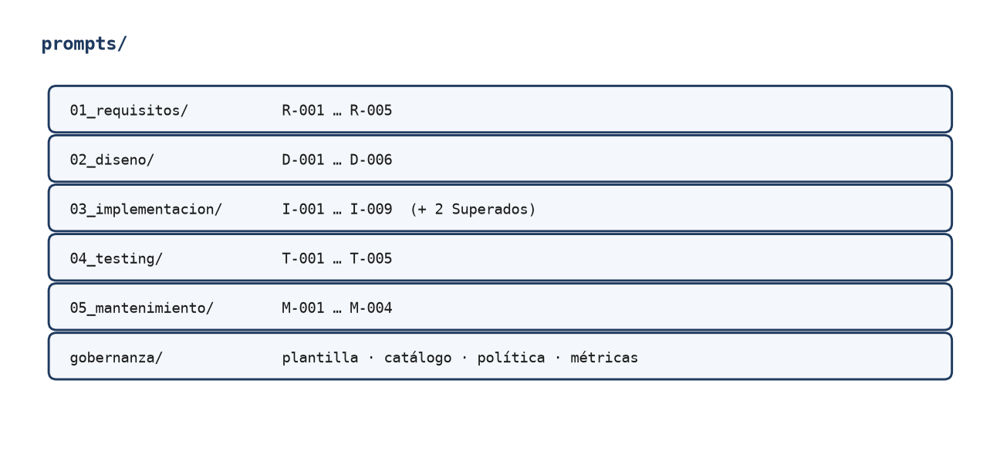 prompts/
01_requisitos/ R-001 … R-005
02_diseno/ D-001 … D-006
03_implementacion/ I-001 … I-009 (+ 2 Superados)
04_testing/ T-001 … T-005
05_mantenimiento/ M-001 … M-004
gobernanza/ plantilla · catálogo · política · métricas